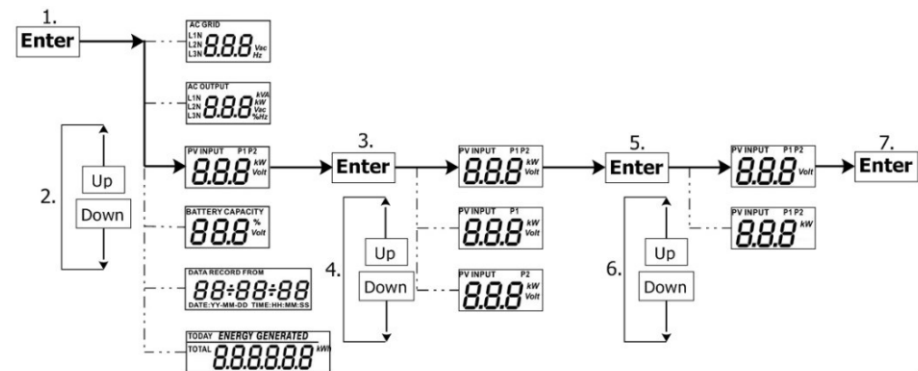 1.
Enter
AC GRID
L1N
L2N
L3N
8.8.8
Vac
Hz
AC OUTPUT
L1N
L2N
L3N
8.8.8
kVA
kW
Vac
%Hz
2.
Up
Down
PV INPUT P1 P2
8.8.8
kW
Volt
BATTERY CAPACITY
8.8.8
%
Volt
DATA RECORD FROM
88:88:88
DATE:YY-MM-DD TIME:HH:MM:SS
TODAY ENERGY GENERATED
TOTAL 8.8.8.8.8.8 kWh
3.
Enter
4.
Up
Down
PV INPUT P1 P2
8.8.8
kW
Volt
PV INPUT P1
8.8.8
kW
Volt
PV INPUT P2
8.8.8
kW
Volt
5.
Enter
6.
Up
Down
PV INPUT P1 P2
8.8.8
Volt
PV INPUT P1 P2
8.8.8
kW
7.
Enter